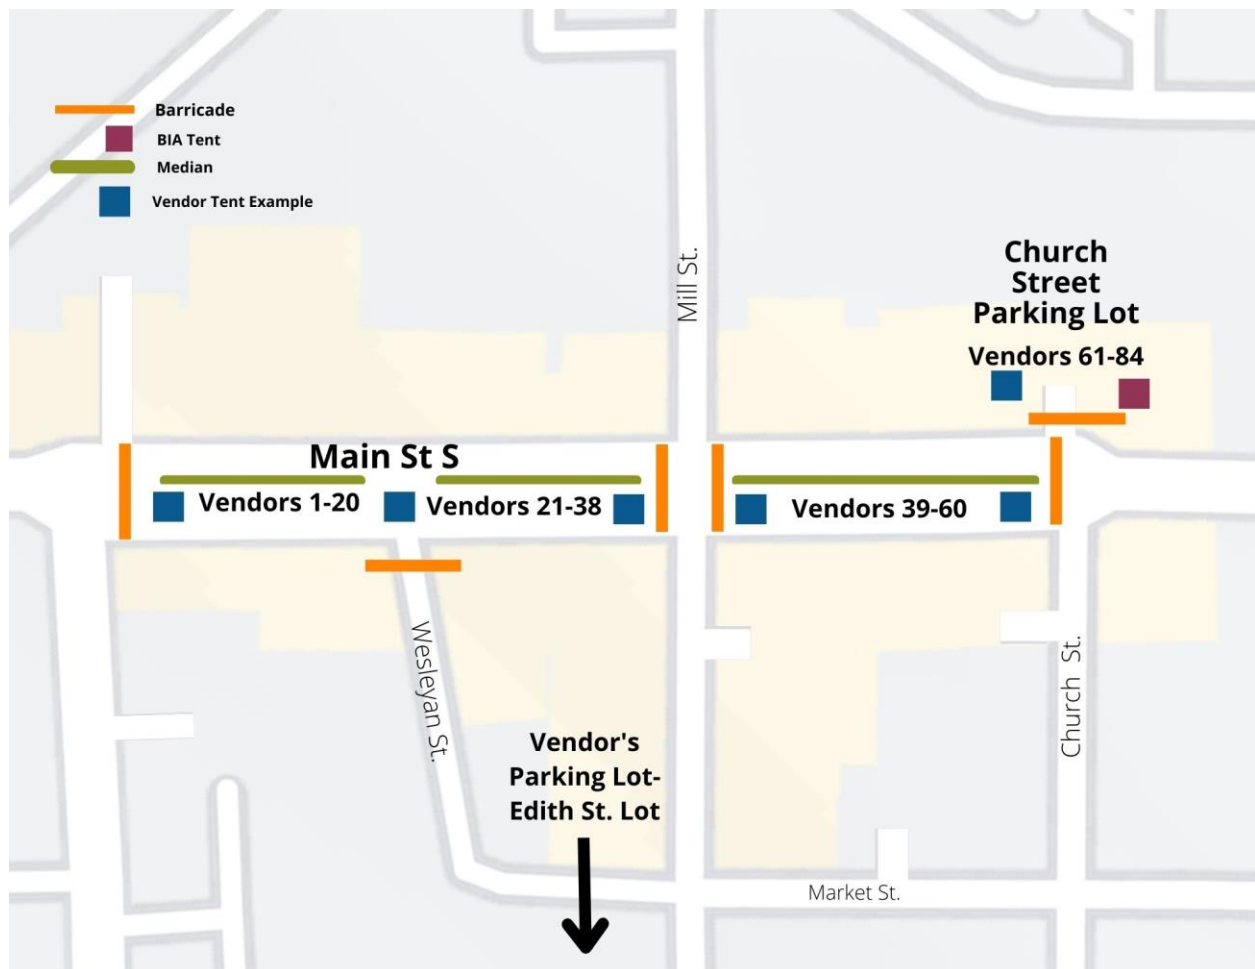 Barricade
BIA Tent
Median
Vendor Tent Example
Mill St.
Church
Street
Parking Lot
Vendors 61-84
Main St S
Vendors 1-20
Vendors 21-38
Vendors 39-60
Wesleyan St.
Church St.
Vendor's
Parking Lot-
Edith St. Lot
Market St.